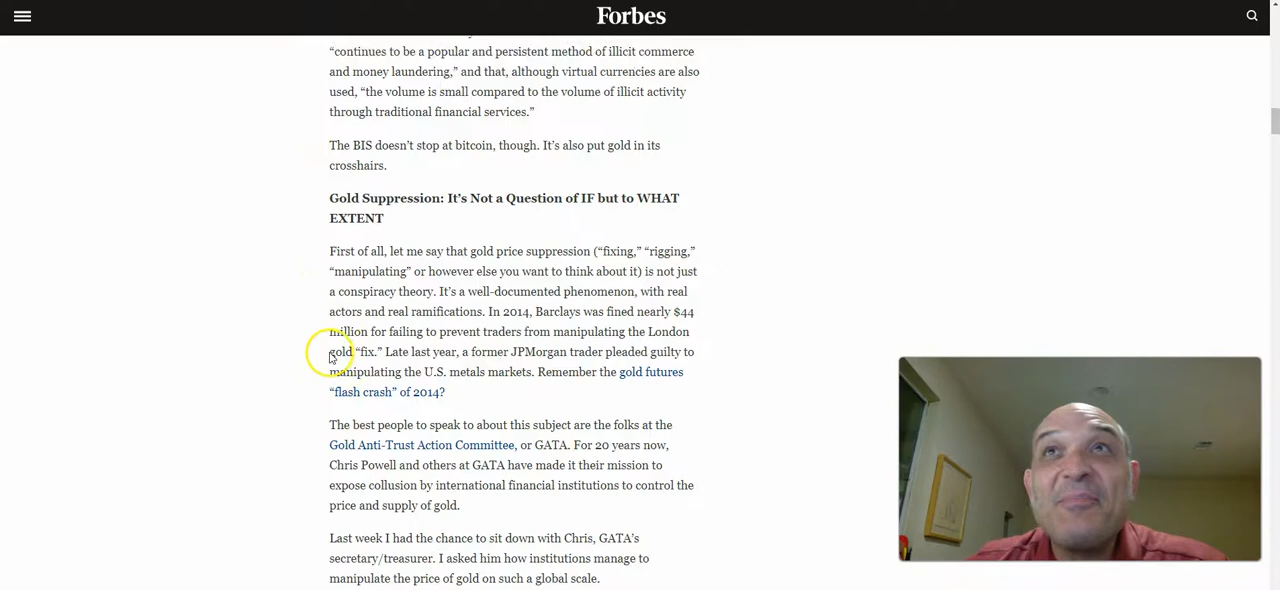 Forbes
“continues to be a popular and persistent method of illicit commerce
and money laundering,” and that, although virtual currencies are also
used, “the volume is small compared to the volume of illicit activity
through traditional financial services.”
The BIS doesn’t stop at bitcoin, though. It’s also put gold in its
crosshairs.
Gold Suppression: It’s Not a Question of IF but to WHAT
EXTENT
First of all, let me say that gold price suppression (“fixing,” “rigging,”
“manipulating” or however else you want to think about it) is not just
a conspiracy theory. It’s a well-documented phenomenon, with real
actors and real ramifications. In 2014, Barclays was fined nearly $44
million for failing to prevent traders from manipulating the London
gold “fix.” Late last year, a former JPMorgan trader pleaded guilty to
manipulating the U.S. metals markets. Remember the gold futures
“flash crash” of 2014?
The best people to speak to about this subject are the folks at the
Gold Anti-Trust Action Committee, or GATA. For 20 years now,
Chris Powell and others at GATA have made it their mission to
expose collusion by international financial institutions to control the
price and supply of gold.
Last week I had the chance to sit down with Chris, GATA’s
secretary/treasurer. I asked him how institutions manage to
manipulate the price of gold on such a global scale.